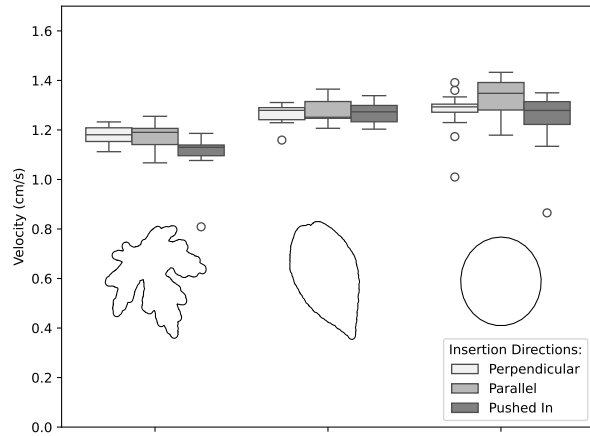 1.6
1.4
1.2
1.0
0.8
0.6
0.4
0.2
0.0
Velocity (cm/s)
Insertion Directions:
Perpendicular
Parallel
Pushed In